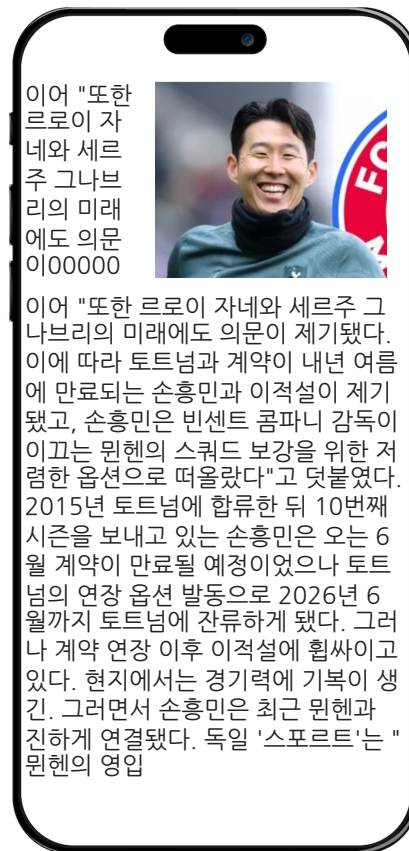 이어 "또한
르로이 자
네와 세르
주 그나브
리의 미래
에도 의문
이00000
FC
이어 "또한 르로이 자네와 세르주 그
나브리의 미래에도 의문이 제기됐다.
이에 따라 토트넘과 계약이 내년 여름
에 만료되는 손흥민과 이적설이 제기
됐고, 손흥민은 빈센트 콤파니 감독이
이끄는 뮌헨의 스쿼드 보강을 위한 저
렴한 옵션으로 떠올랐다"고 덧붙였다.
2015년 토트넘에 합류한 뒤 10번째
시즌을 보내고 있는 손흥민은 오는 6
월 계약이 만료될 예정이었으나 토트
넘의 연장 옵션 발동으로 2026년 6
월까지 토트넘에 잔류하게 됐다. 그러
나 계약 연장 이후 이적설에 휩싸이고
있다. 현지에서는 경기력에 기복이 생
긴. 그러면서 손흥민은 최근 뮌헨과
진하게 연결됐다. 독일 '스포르트'는 "
뮌헨의 영입